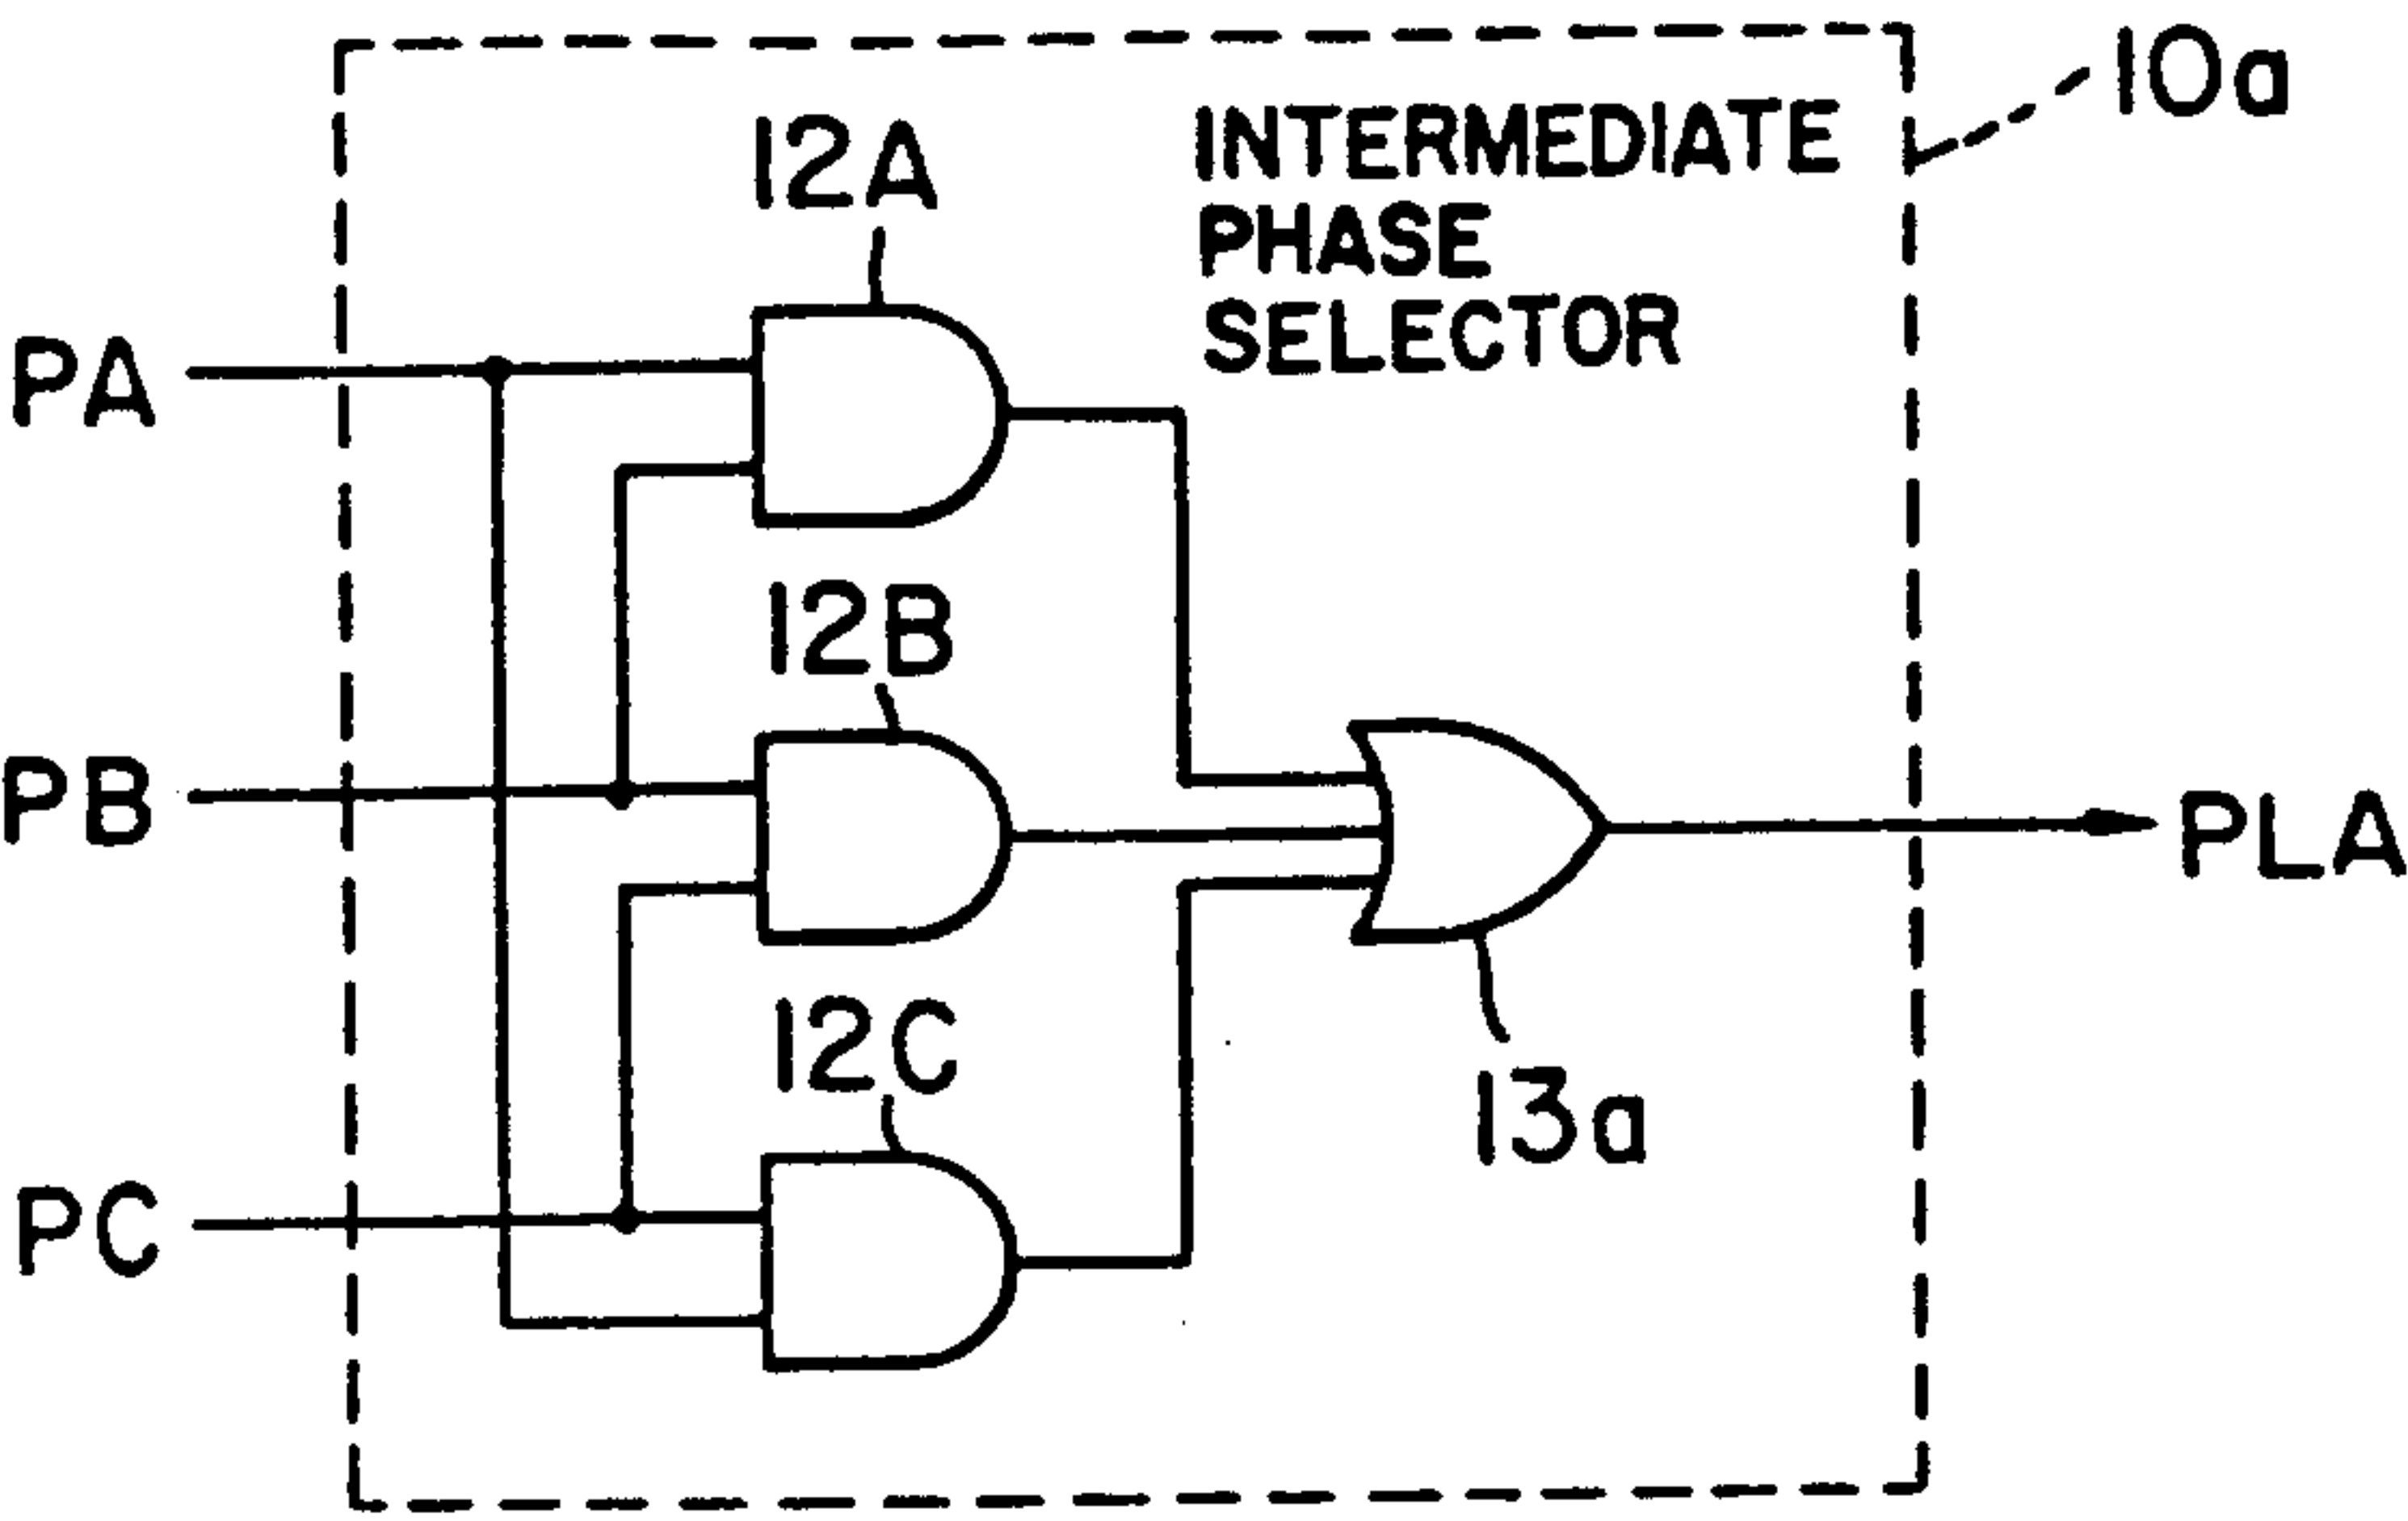 10a
12A
INTERMEDIATE
PHASE
SELECTOR
PA
12B
PB
PLA
12C
13a
PC